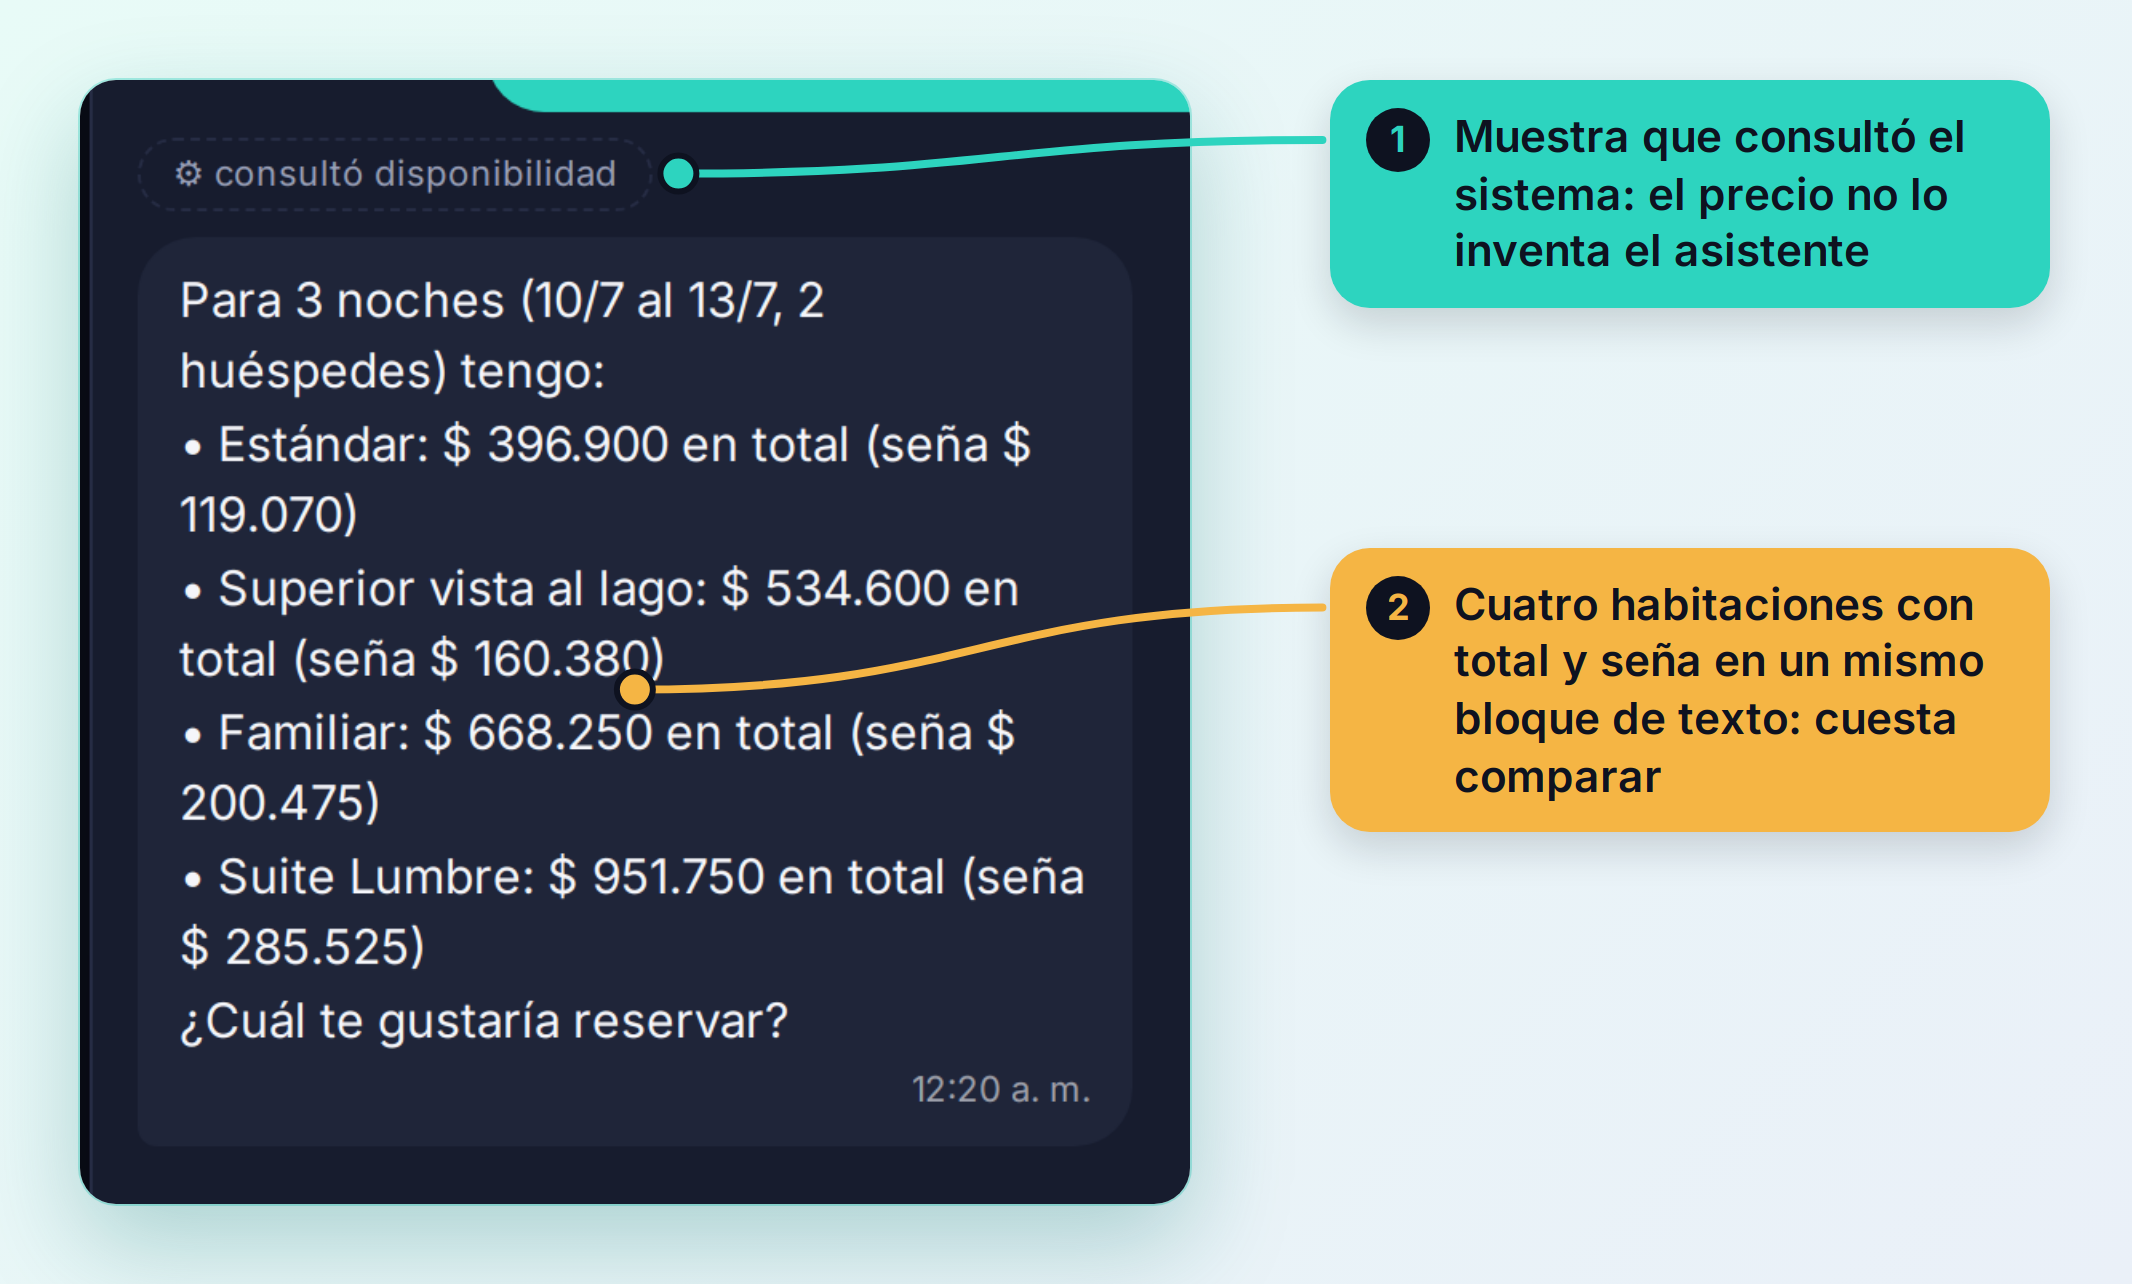 ⚙ consultó disponibilidad
Para 3 noches (10/7 al 13/7, 2
huéspedes) tengo:
• Estándar: $ 396.900 en total (seña $
119.070)
• Superior vista al lago: $ 534.600 en
total (seña $ 160.380)
• Familiar: $ 668.250 en total (seña $
200.475)
• Suite Lumbre: $ 951.750 en total (seña
$ 285.525)
¿Cuál te gustaría reservar?
12:20 a. m.
1 Muestra que consultó el
sistema: el precio no lo
inventa el asistente
2 Cuatro habitaciones con
total y seña en un mismo
bloque de texto: cuesta
comparar